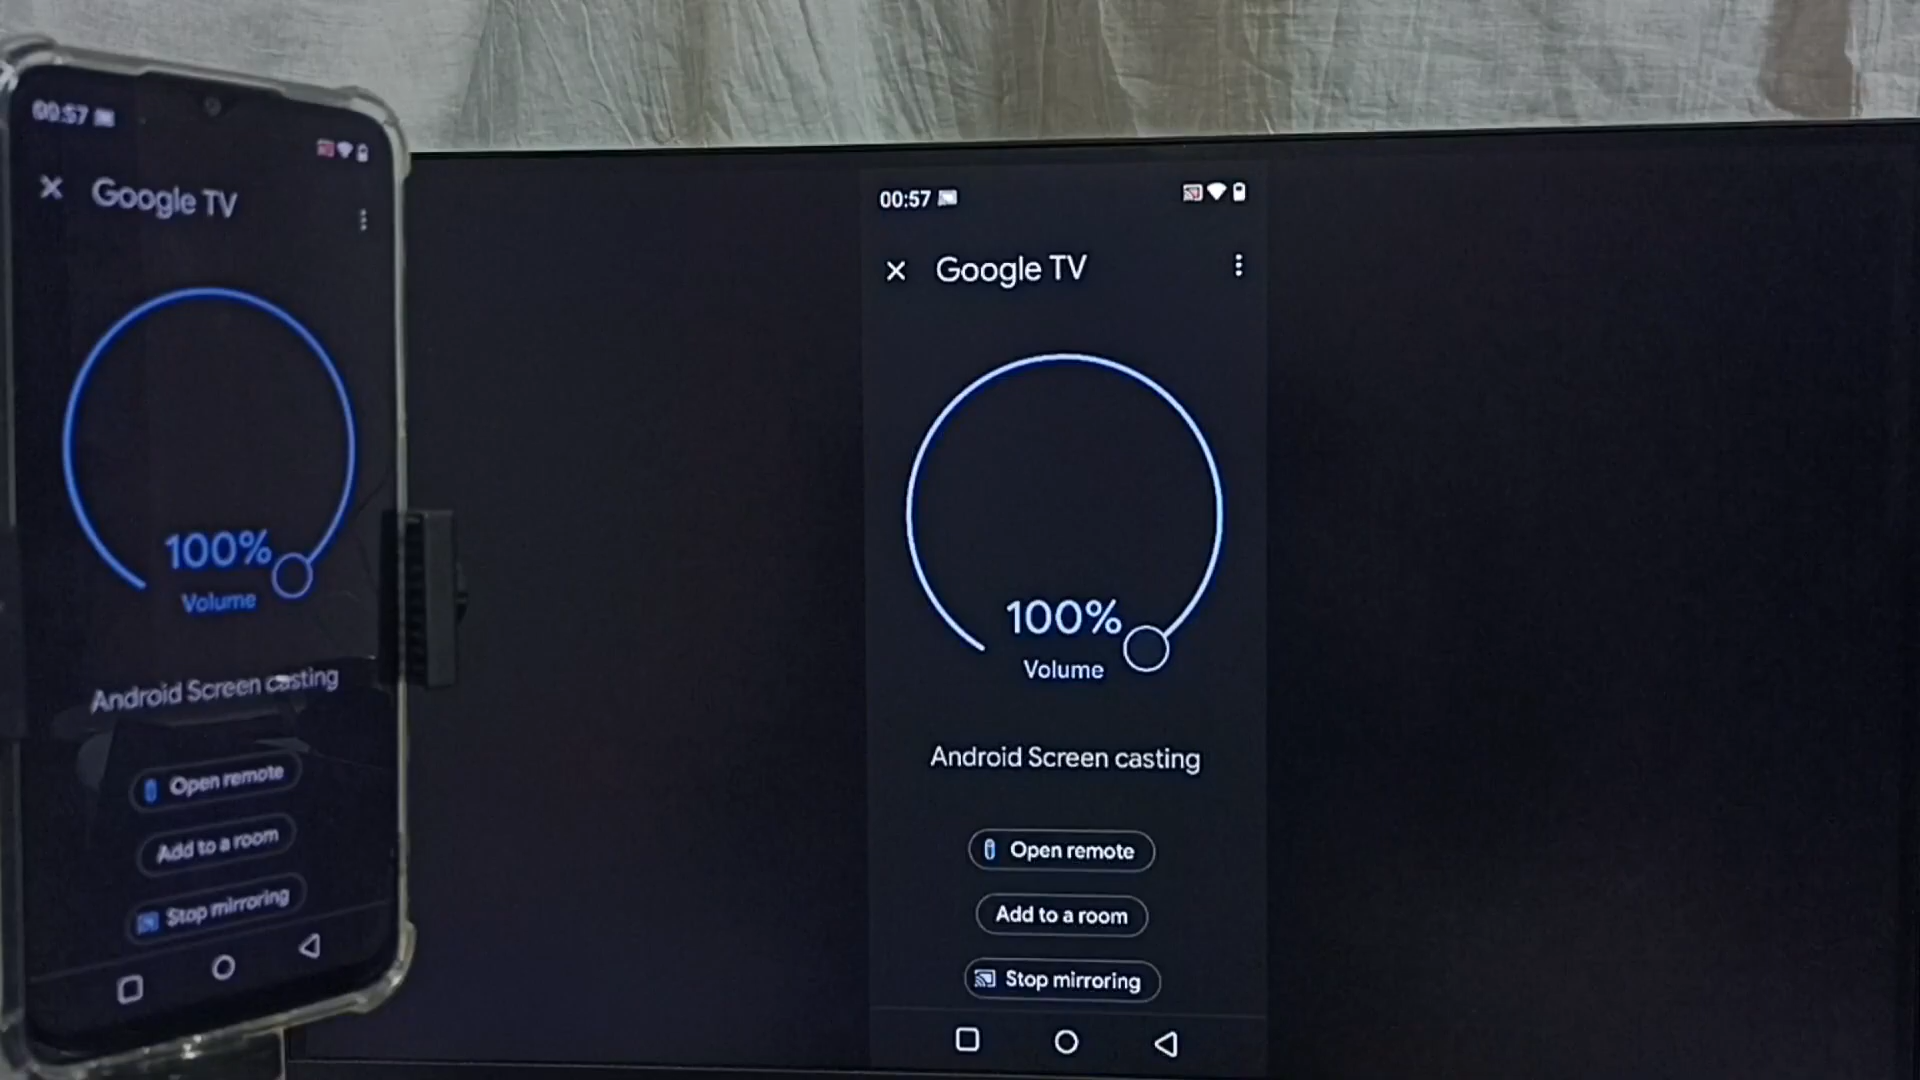 00:57
Google TV
100%
Volume
Android Screen casting
Open remote
Add to a room
Stop mirroring
00:57
Google TV
100%
Volume
Android Screen casting
Open remote
Add to a room
Stop mirroring